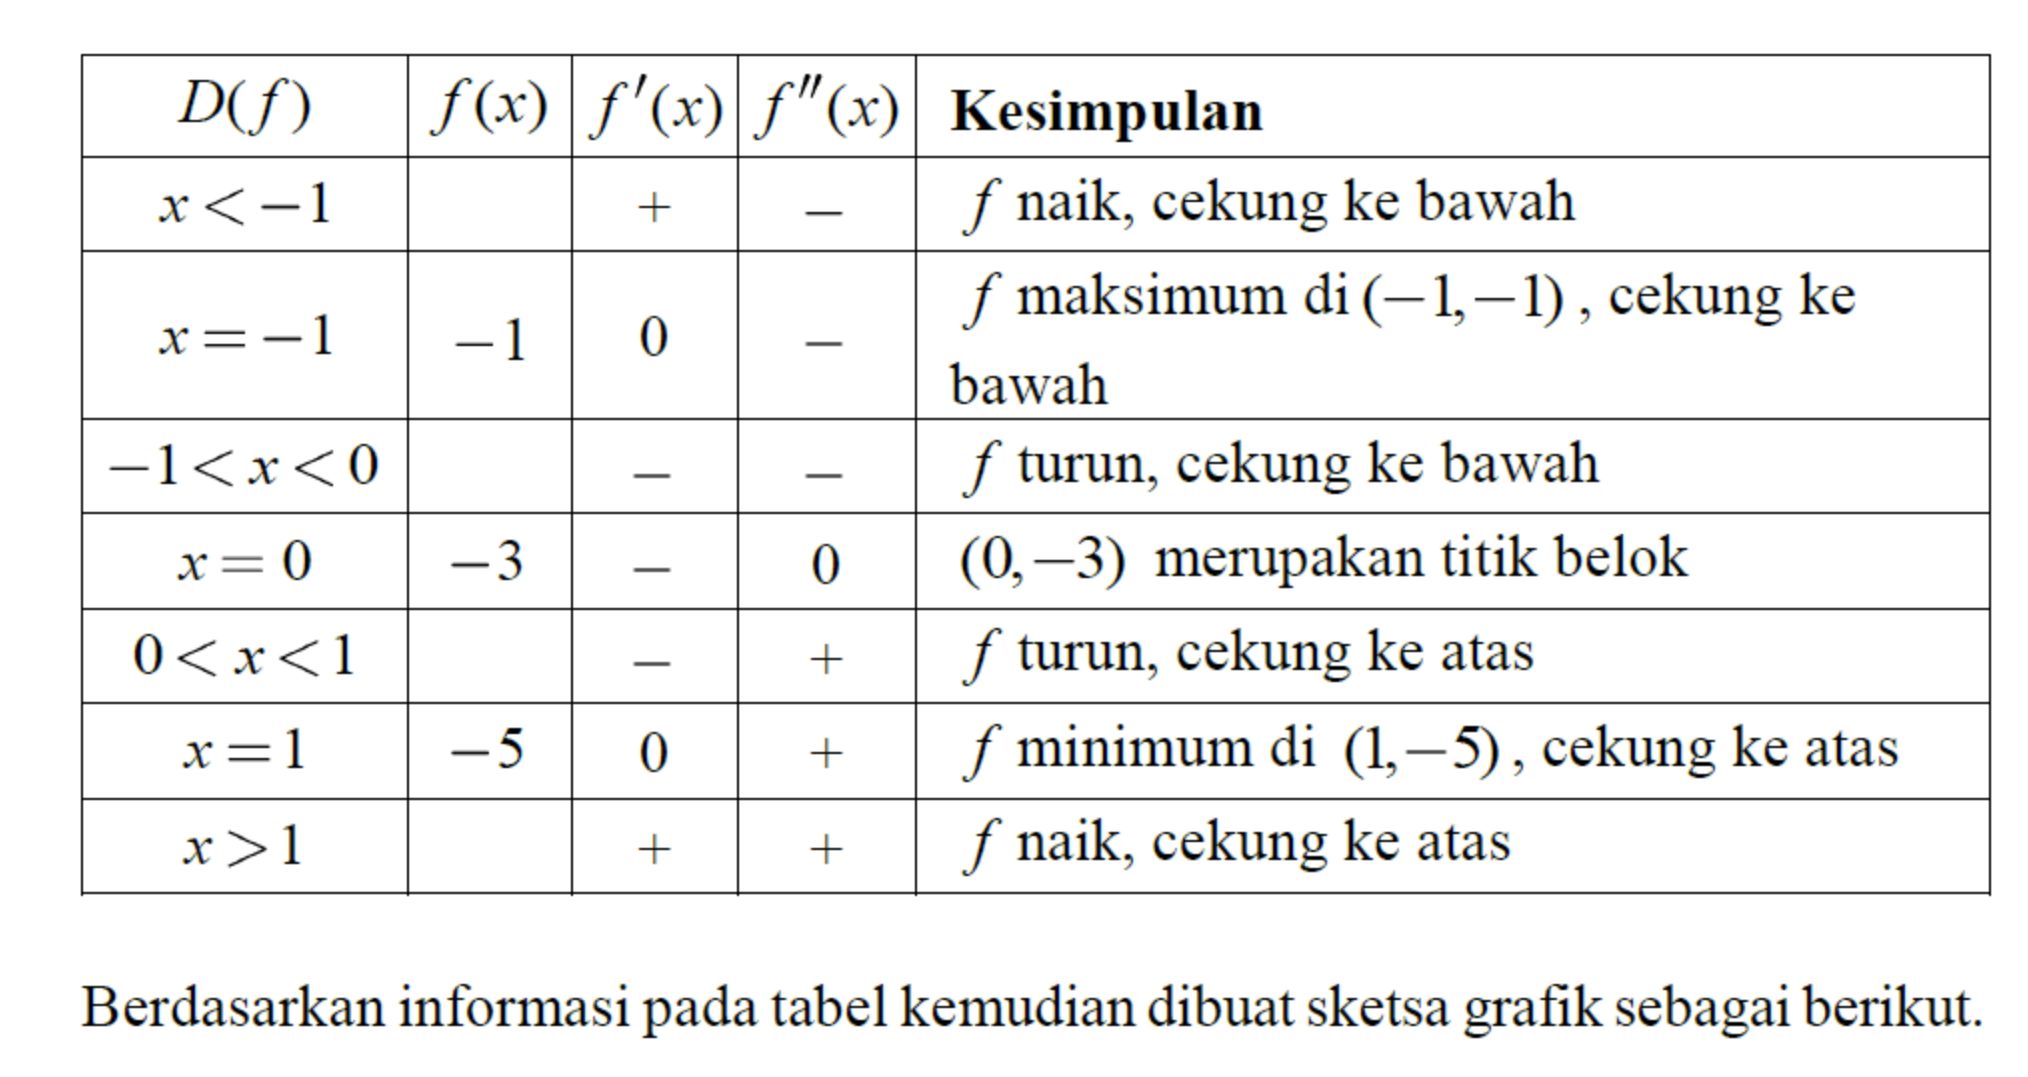 D(f) f(x) f′(x) f″(x) Kesimpulan
x < −1 + − f naik, cekung ke bawah
x = −1 −1 0 − f maksimum di (−1, −1) , cekung ke
bawah
−1 < x < 0 − − f turun, cekung ke bawah
x = 0 −3 − 0 (0, −3) merupakan titik belok
0 < x < 1 − + f turun, cekung ke atas
x = 1 −5 0 + f minimum di (1, −5) , cekung ke atas
x > 1 + + f naik, cekung ke atas
Berdasarkan informasi pada tabel kemudian dibuat sketsa grafik sebagai berikut.